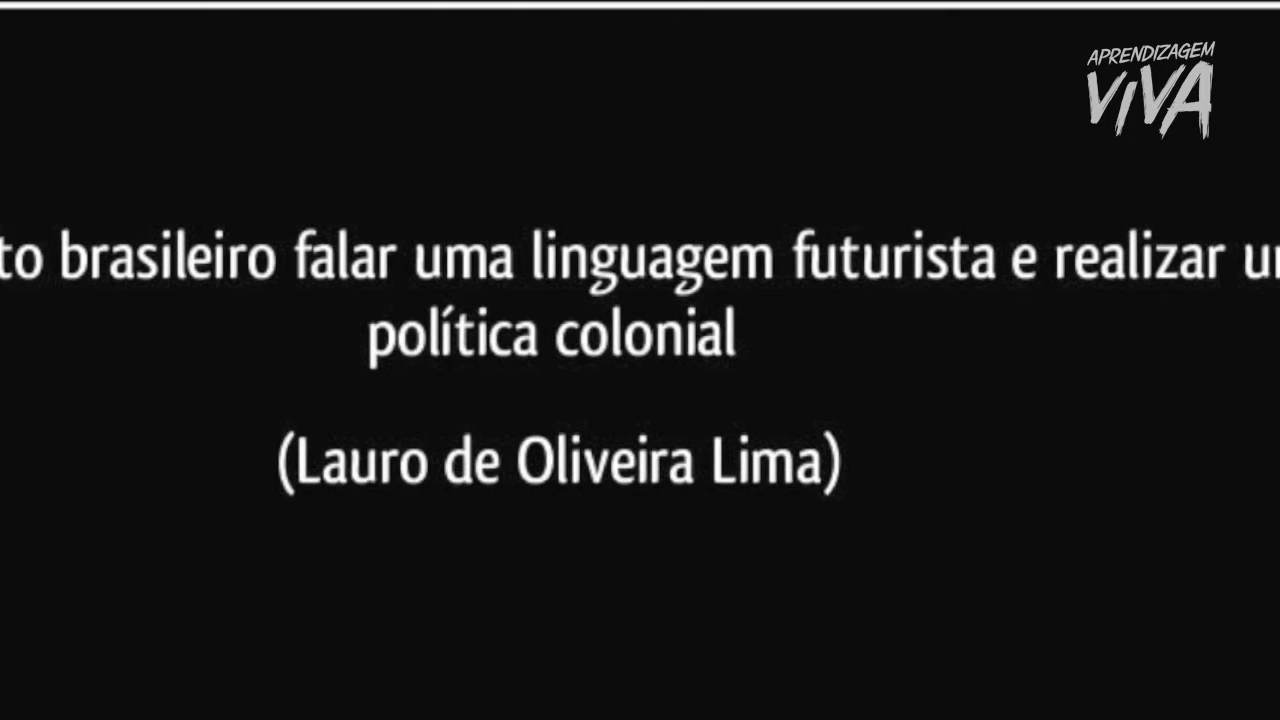 APRENDIZAGEM
VIVA
to brasileiro falar uma linguagem futurista e realizar u
política colonial
(Lauro de Oliveira Lima)